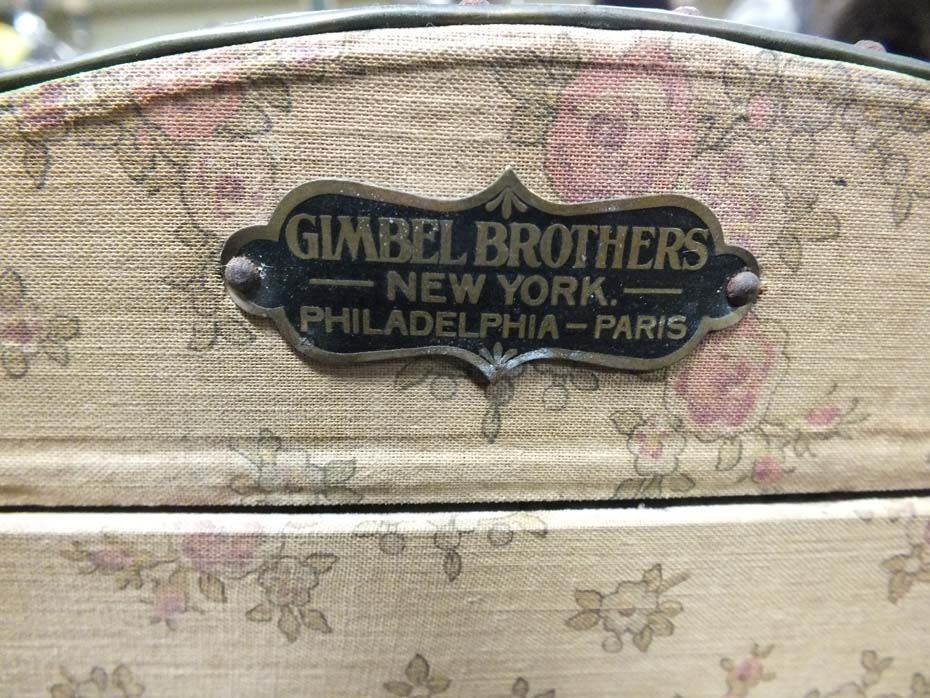 GIMBEL BROTHERS
NEW YORK.
PHILADELPHIA – PARIS